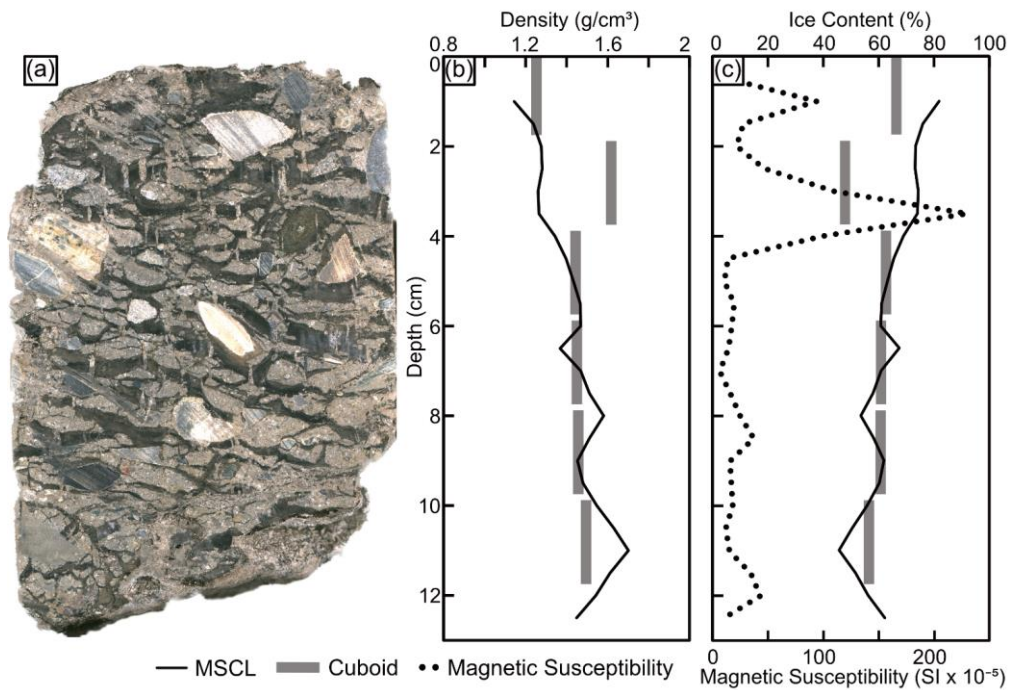 Density (g/cm³)
0.8 1.2 1.6 2
Ice Content (%)
0 20 40 60 80 100
(a)
(b)
(c)
Depth (cm)
0
2
4
6
8
10
12
0 100 200
Magnetic Susceptibility (SI x 10⁻⁵)
MSCL Cuboid Magnetic Susceptibility